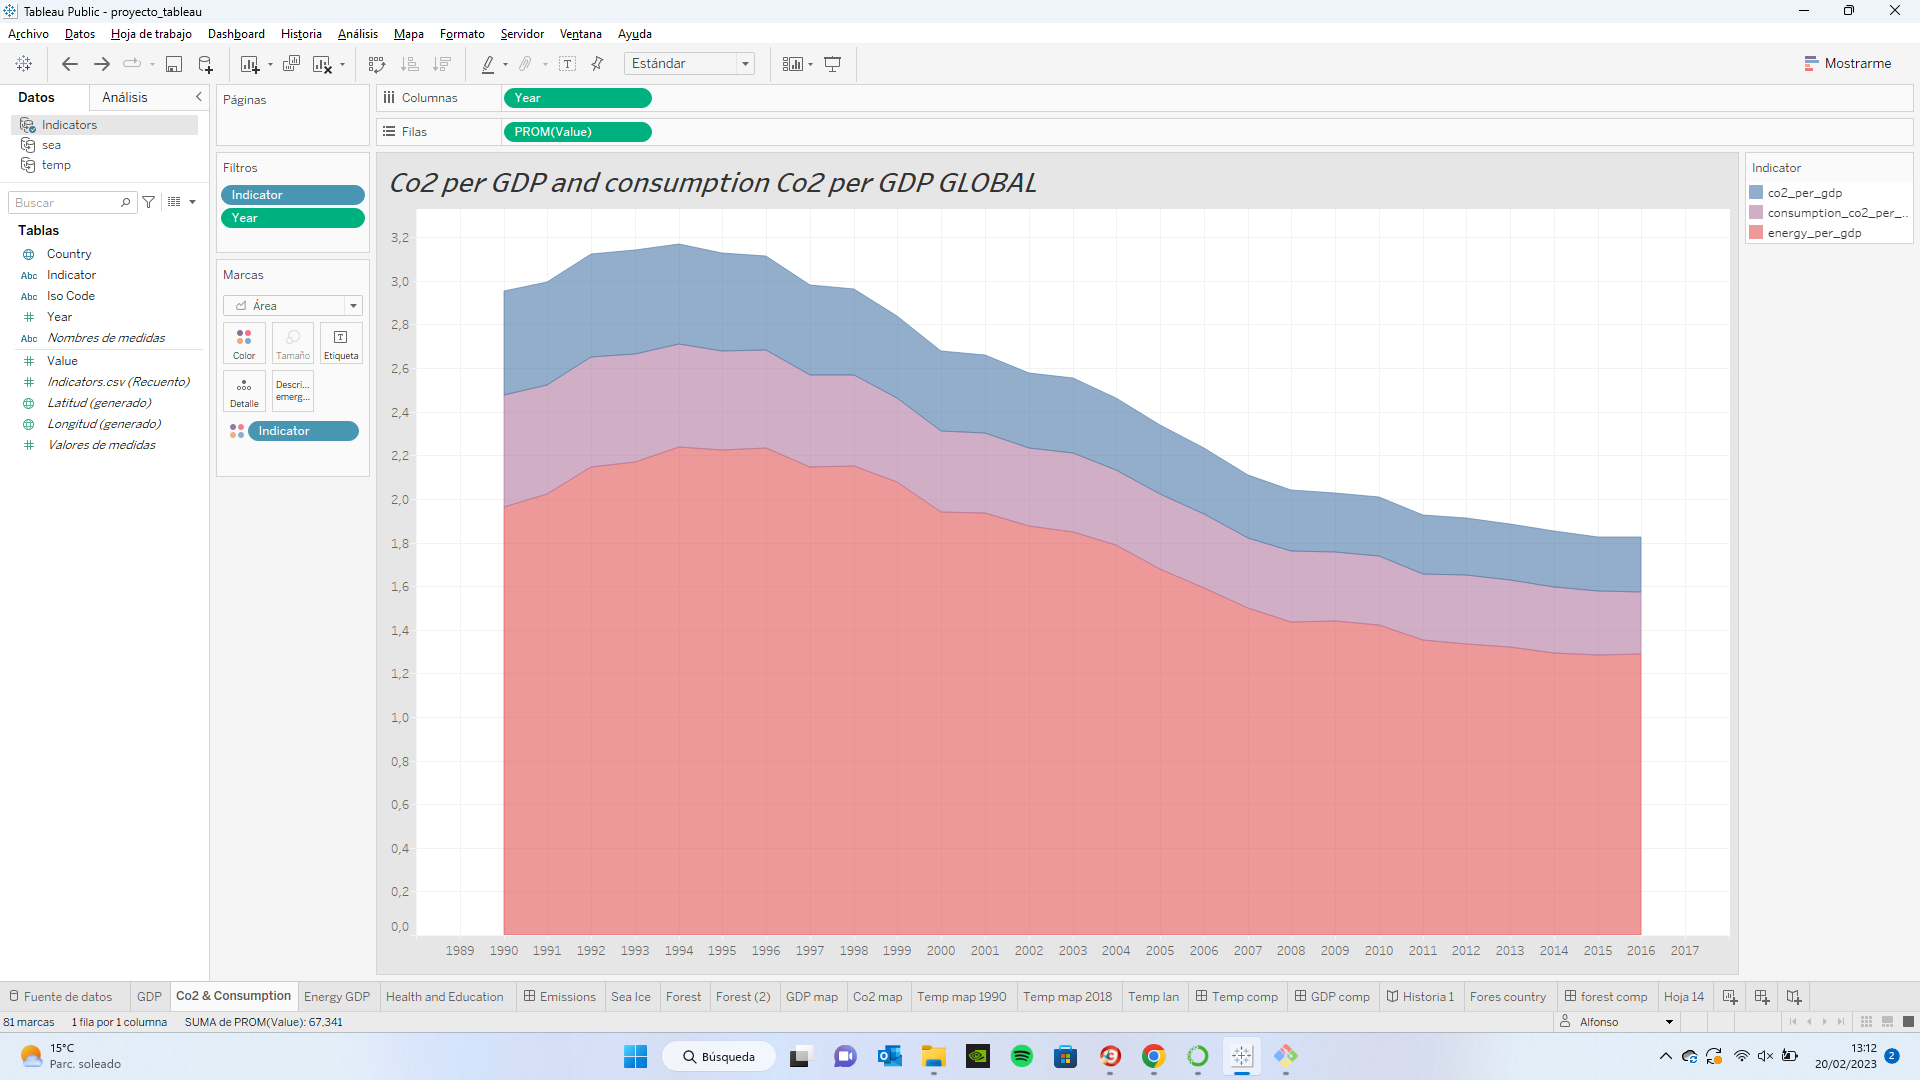 Tableau Public - proyecto_tableau
Archivo Datos Hoja de trabajo Dashboard Historia Análisis Mapa Formato Servidor Ventana Ayuda
Estándar
Mostrarme
Datos Análisis
Indicators
sea
temp
Buscar
Tablas
Country
Abc Indicator
Abc Iso Code
Year
Abc Nombres de medidas
Value
Indicators.csv (Recuento)
Latitud (generado)
Longitud (generado)
Valores de medidas
Páginas
Filtros
Indicator
Year
Marcas
Área
Color Tamaño Etiqueta
Detalle Descri... emerg...
Indicator
Columnas Year
Filas PROM(Value)
Co2 per GDP and consumption Co2 per GDP GLOBAL
3,2
3,0
2,8
2,6
2,4
2,2
2,0
1,8
1,6
1,4
1,2
1,0
0,8
0,6
0,4
0,2
0,0
1989 1990 1991 1992 1993 1994 1995 1996 1997 1998 1999 2000 2001 2002 2003 2004 2005 2006 2007 2008 2009 2010 2011 2012 2013 2014 2015 2016 2017
Indicator
co2_per_gdp
consumption_co2_per_...
energy_per_gdp
Fuente de datos GDP Co2 & Consumption Energy GDP Health and Education Emissions Sea Ice Forest Forest (2) GDP map Co2 map Temp map 1990 Temp map 2018 Temp lan Temp comp GDP comp Historia 1 Fores country forest comp Hoja 14
81 marcas 1 fila por 1 columna SUMA de PROM(Value): 67,341 Alfonso
15°C
Parc. soleado
Búsqueda
13:12
20/02/2023
2